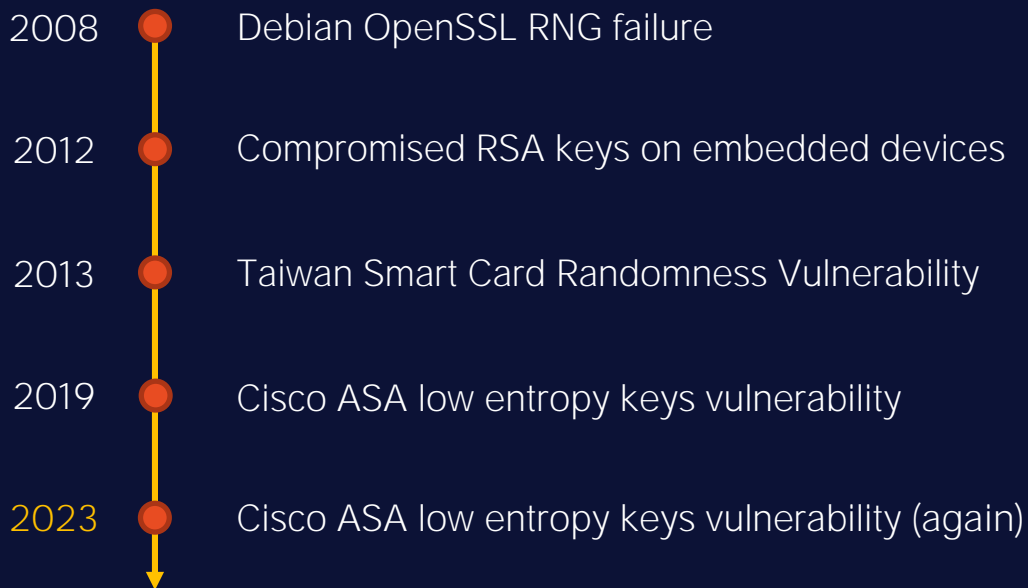 2008 Debian OpenSSL RNG failure
2012 Compromised RSA keys on embedded devices
2013 Taiwan Smart Card Randomness Vulnerability
2019 Cisco ASA low entropy keys vulnerability
2023 Cisco ASA low entropy keys vulnerability (again)